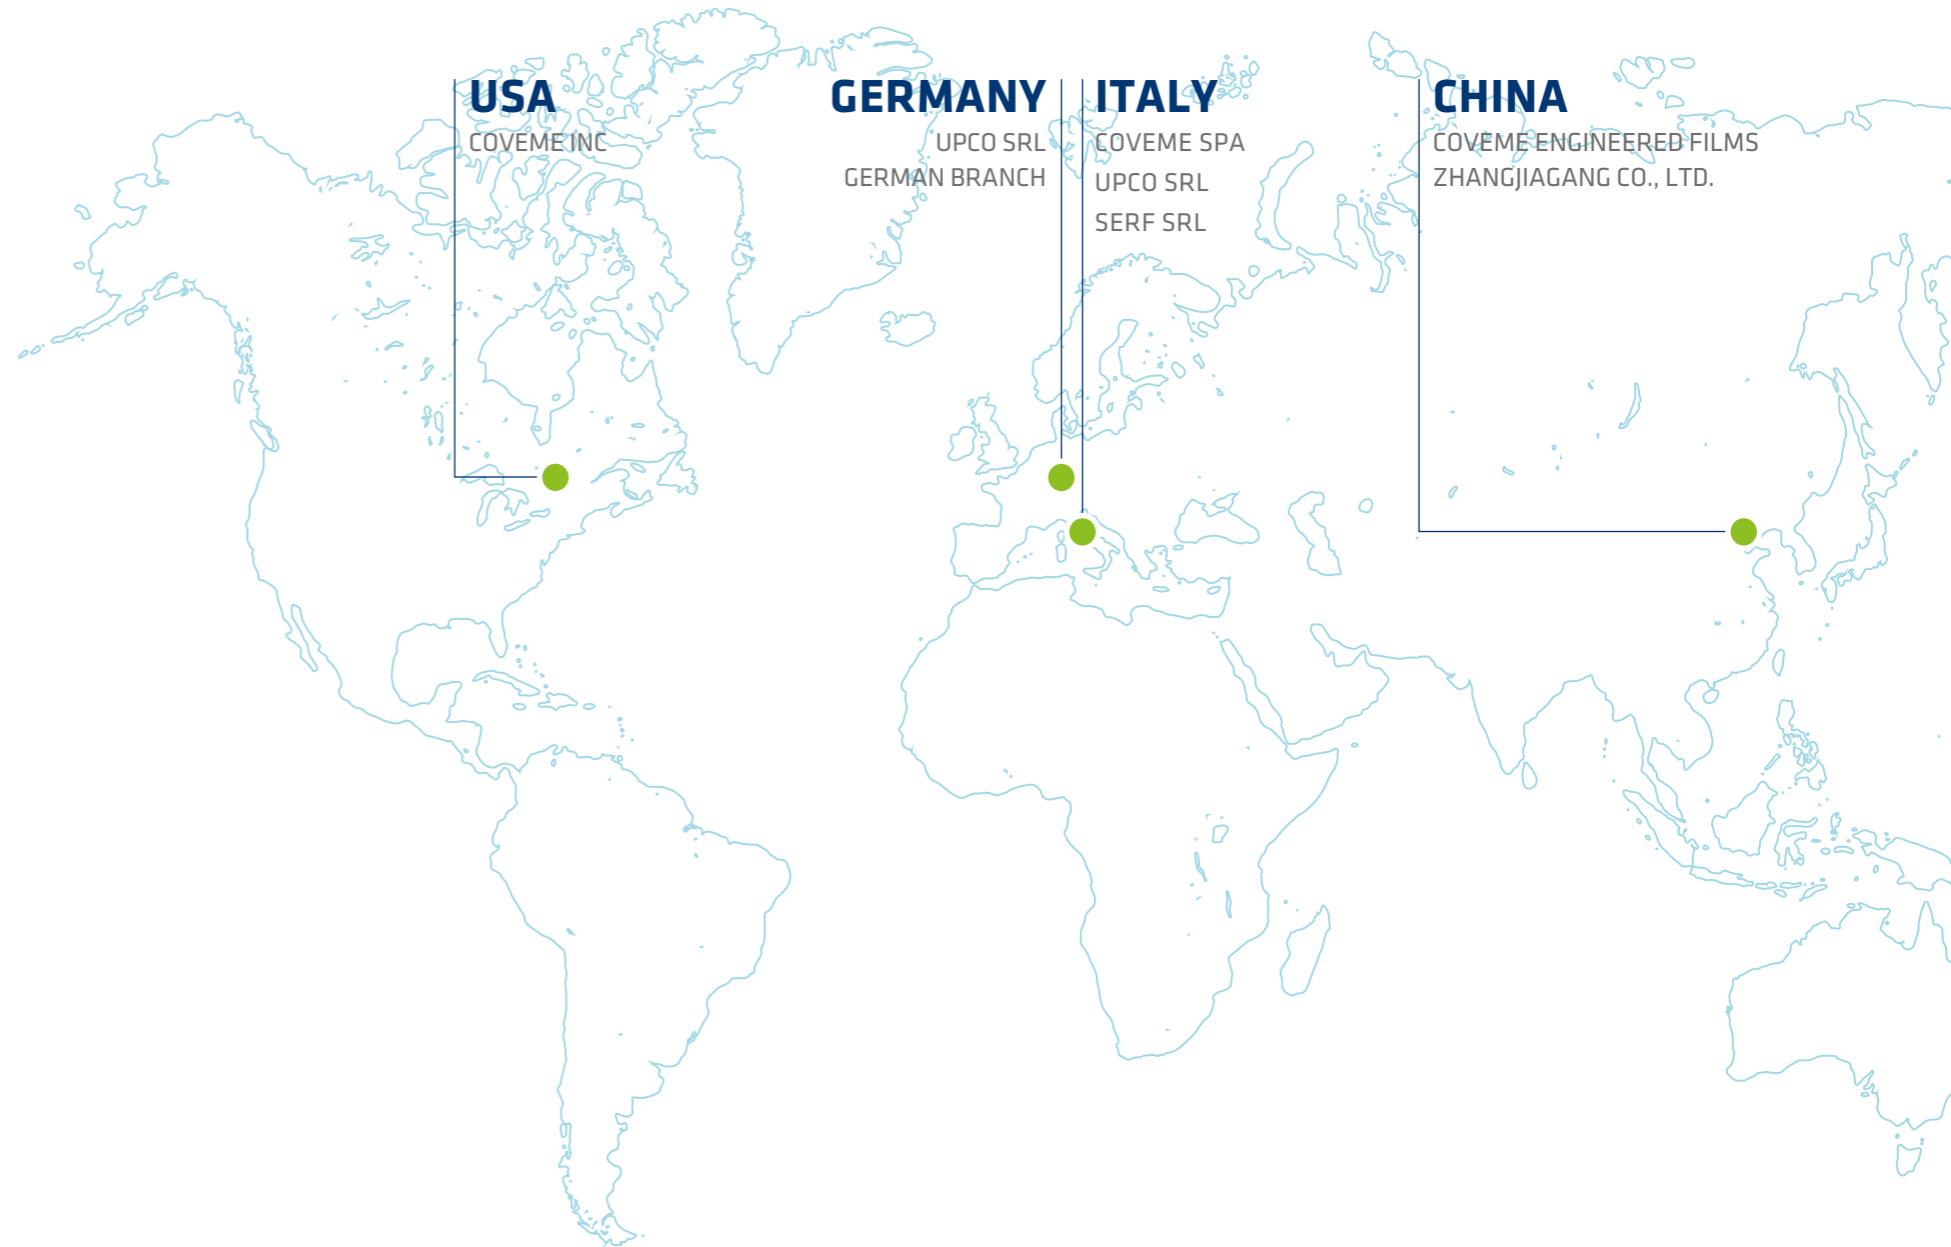 USA
COVEME INC
GERMANY
UPCO SRL
GERMAN BRANCH
ITALY
COVEME SPA
UPCO SRL
SERF SRL
CHINA
COVEME ENGINEERED FILMS
ZHANGJIAGANG CO., LTD.